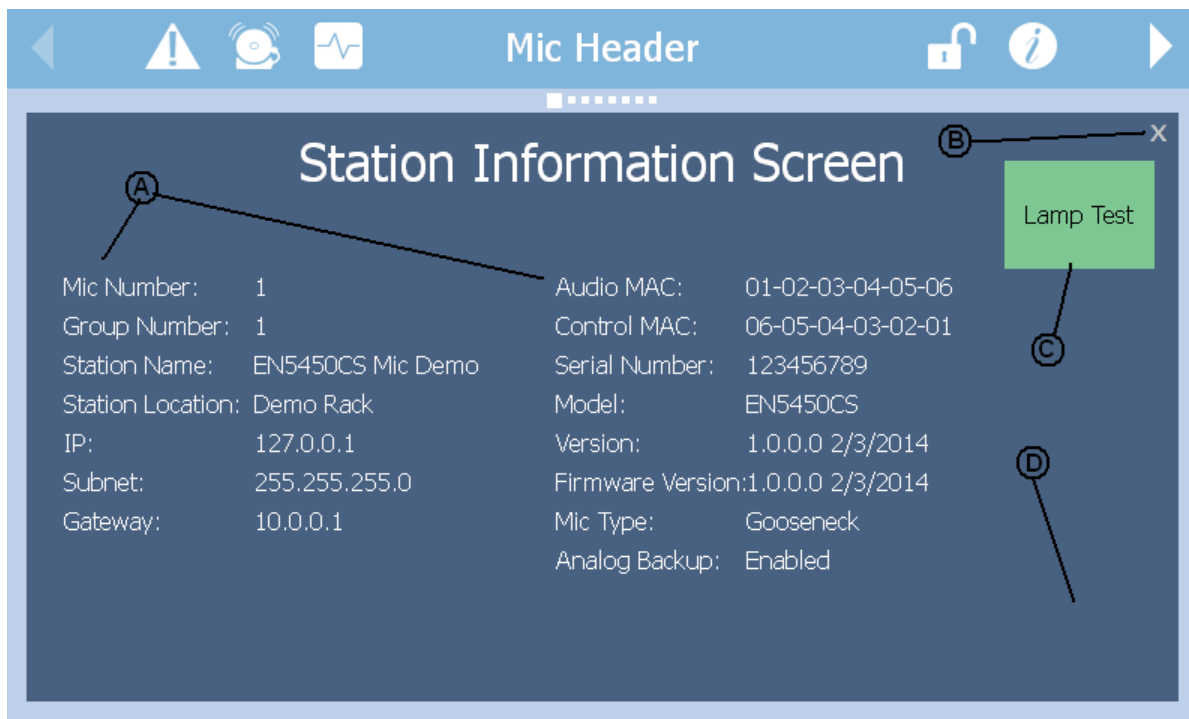 Mic Header
Station Information Screen
B
X
A
Lamp Test
Mic Number: 1
Group Number: 1
Station Name: EN5450CS Mic Demo
Station Location: Demo Rack
IP: 127.0.0.1
Subnet: 255.255.255.0
Gateway: 10.0.0.1
Audio MAC: 01-02-03-04-05-06
Control MAC: 06-05-04-03-02-01
Serial Number: 123456789
Model: EN5450CS
Version: 1.0.0.0 2/3/2014
Firmware Version:1.0.0.0 2/3/2014
Mic Type: Gooseneck
Analog Backup: Enabled
C
D